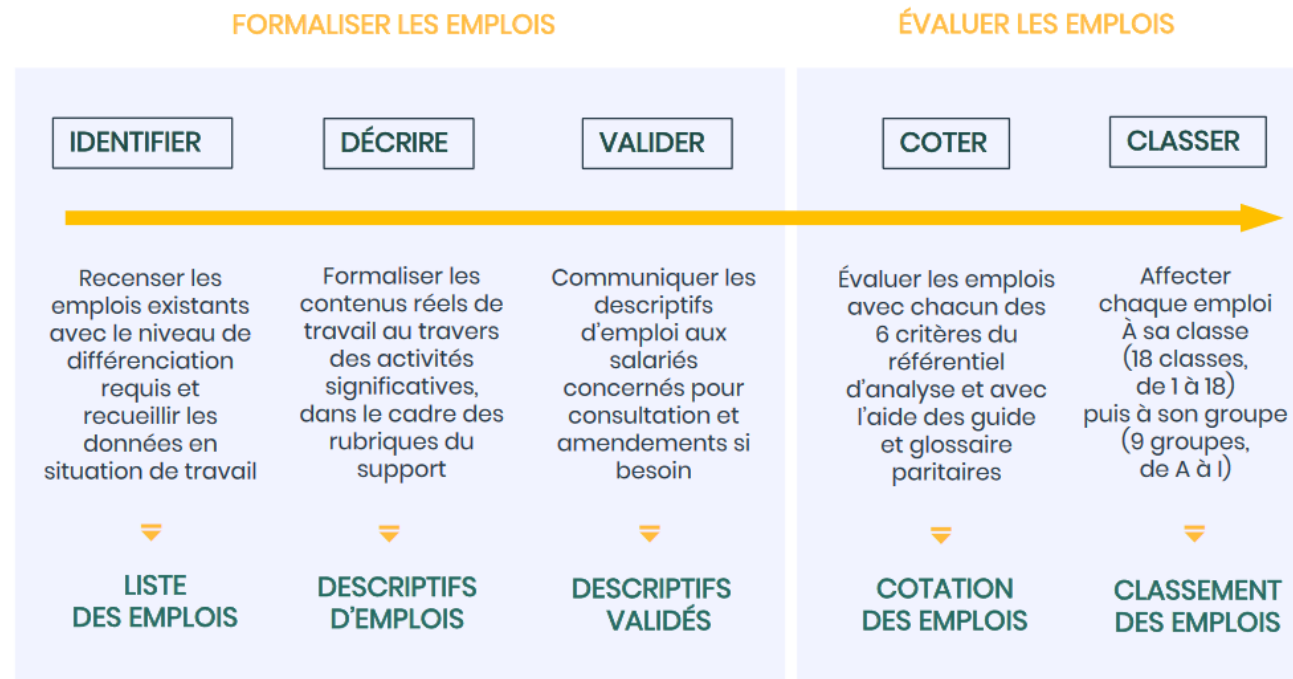 FORMALISER LES EMPLOIS
ÉVALUER LES EMPLOIS
IDENTIFIER
DÉCRIRE
VALIDER
COTER
CLASSER
Recenser les
emplois existants
avec le niveau de
différenciation
requis et
recueillir les
données en
situation de travail
Formaliser les
contenus réels de
travail au travers
des activités
significatives,
dans le cadre des
rubriques du
support
Communiquer les
descriptifs
d'emploi aux
salariés
concernés pour
consultation et
amendements si
besoin
Évaluer les emplois
avec chacun des
6 critères du
référentiel
d'analyse et avec
l'aide des guide
et glossaire
paritaires
Affecter
chaque emploi
À sa classe
(18 classes,
de 1 à 18)
puis à son groupe
(9 groupes,
de A à I)
LISTE
DES EMPLOIS
DESCRIPTIFS
D'EMPLOIS
DESCRIPTIFS
VALIDÉS
COTATION
DES EMPLOIS
CLASSEMENT
DES EMPLOIS